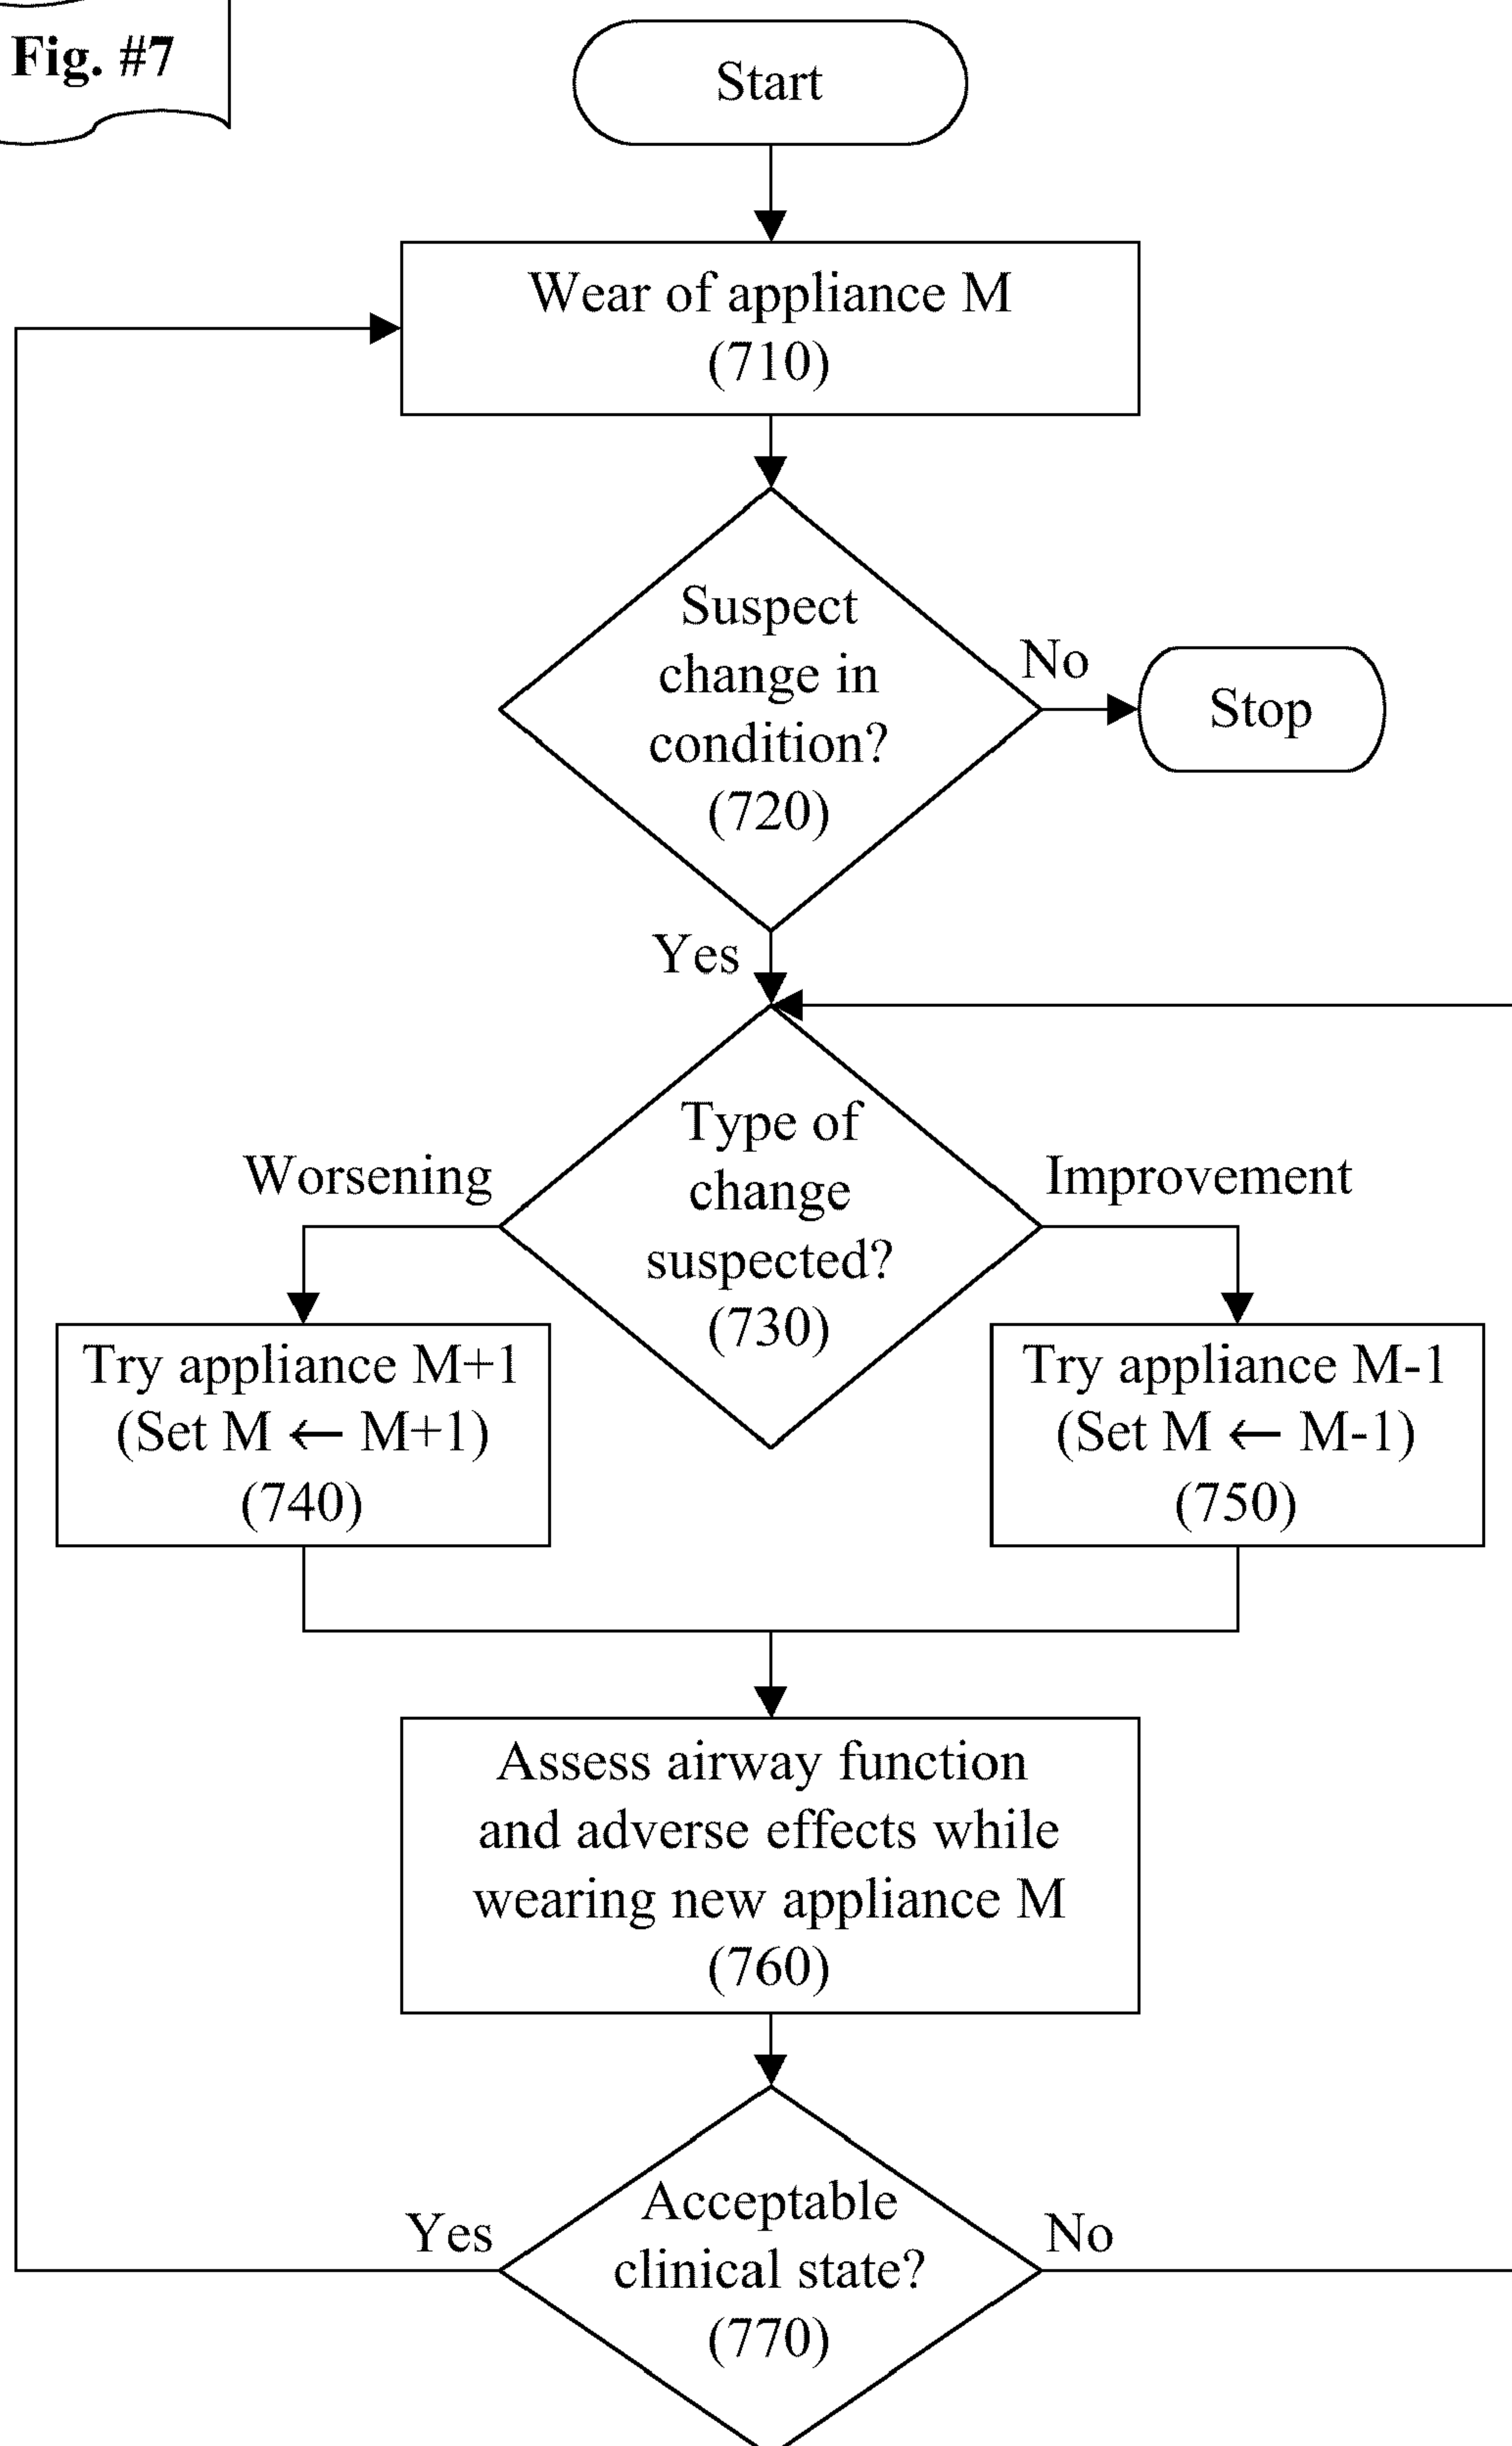 Fig. #7
Start
Wear of appliance M
(710)
Suspect
change in
condition?
(720)
No
Stop
Yes
Type of
change
suspected?
(730)
Worsening
Improvement
Try appliance M+1
(Set M ← M+1)
(740)
Try appliance M-1
(Set M ← M-1)
(750)
Assess airway function
and adverse effects while
wearing new appliance M
(760)
Acceptable
clinical state?
(770)
Yes
No